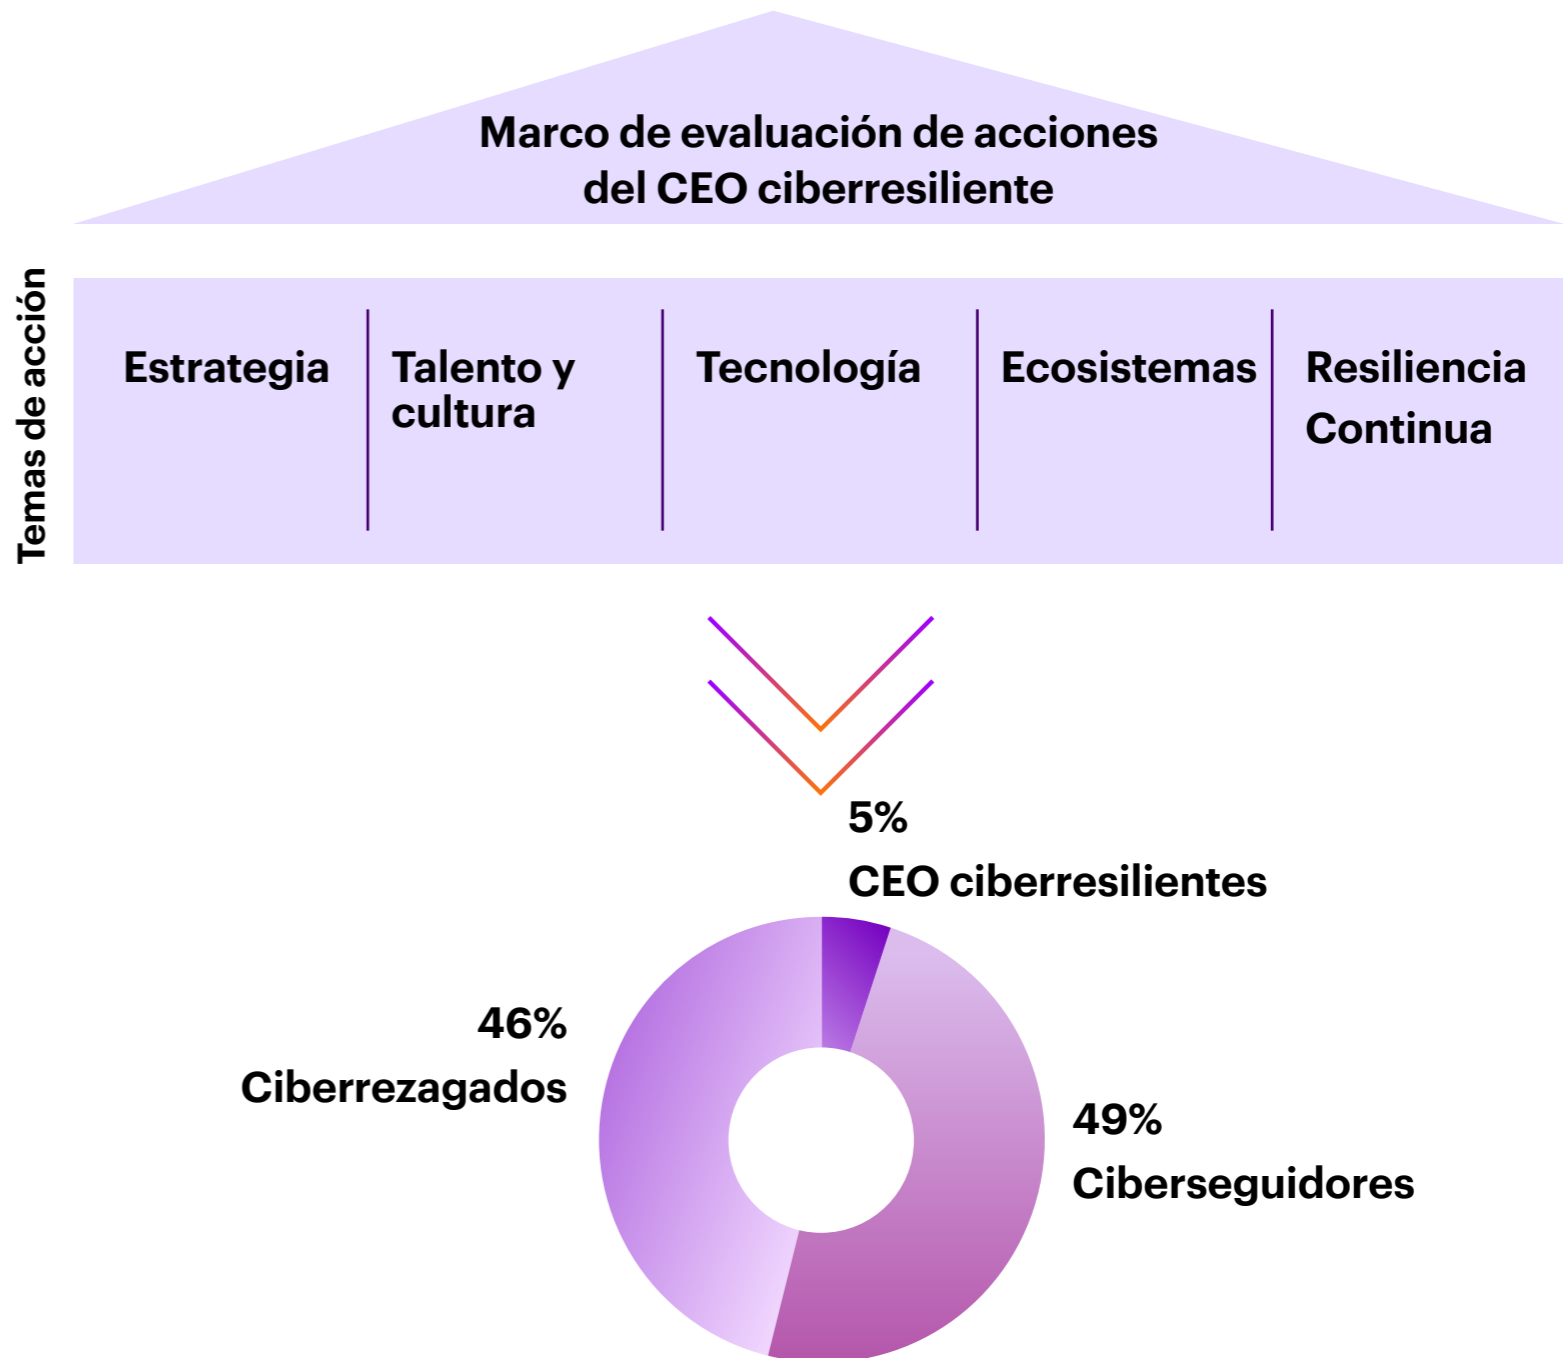 Marco de evaluación de acciones
del CEO ciberresiliente
Temas de acción
Estrategia
Talento y
cultura
Tecnología
Ecosistemas
Resiliencia
Continua
5%
CEO ciberresilientes
46%
Ciberrezagados
49%
Ciberseguidores